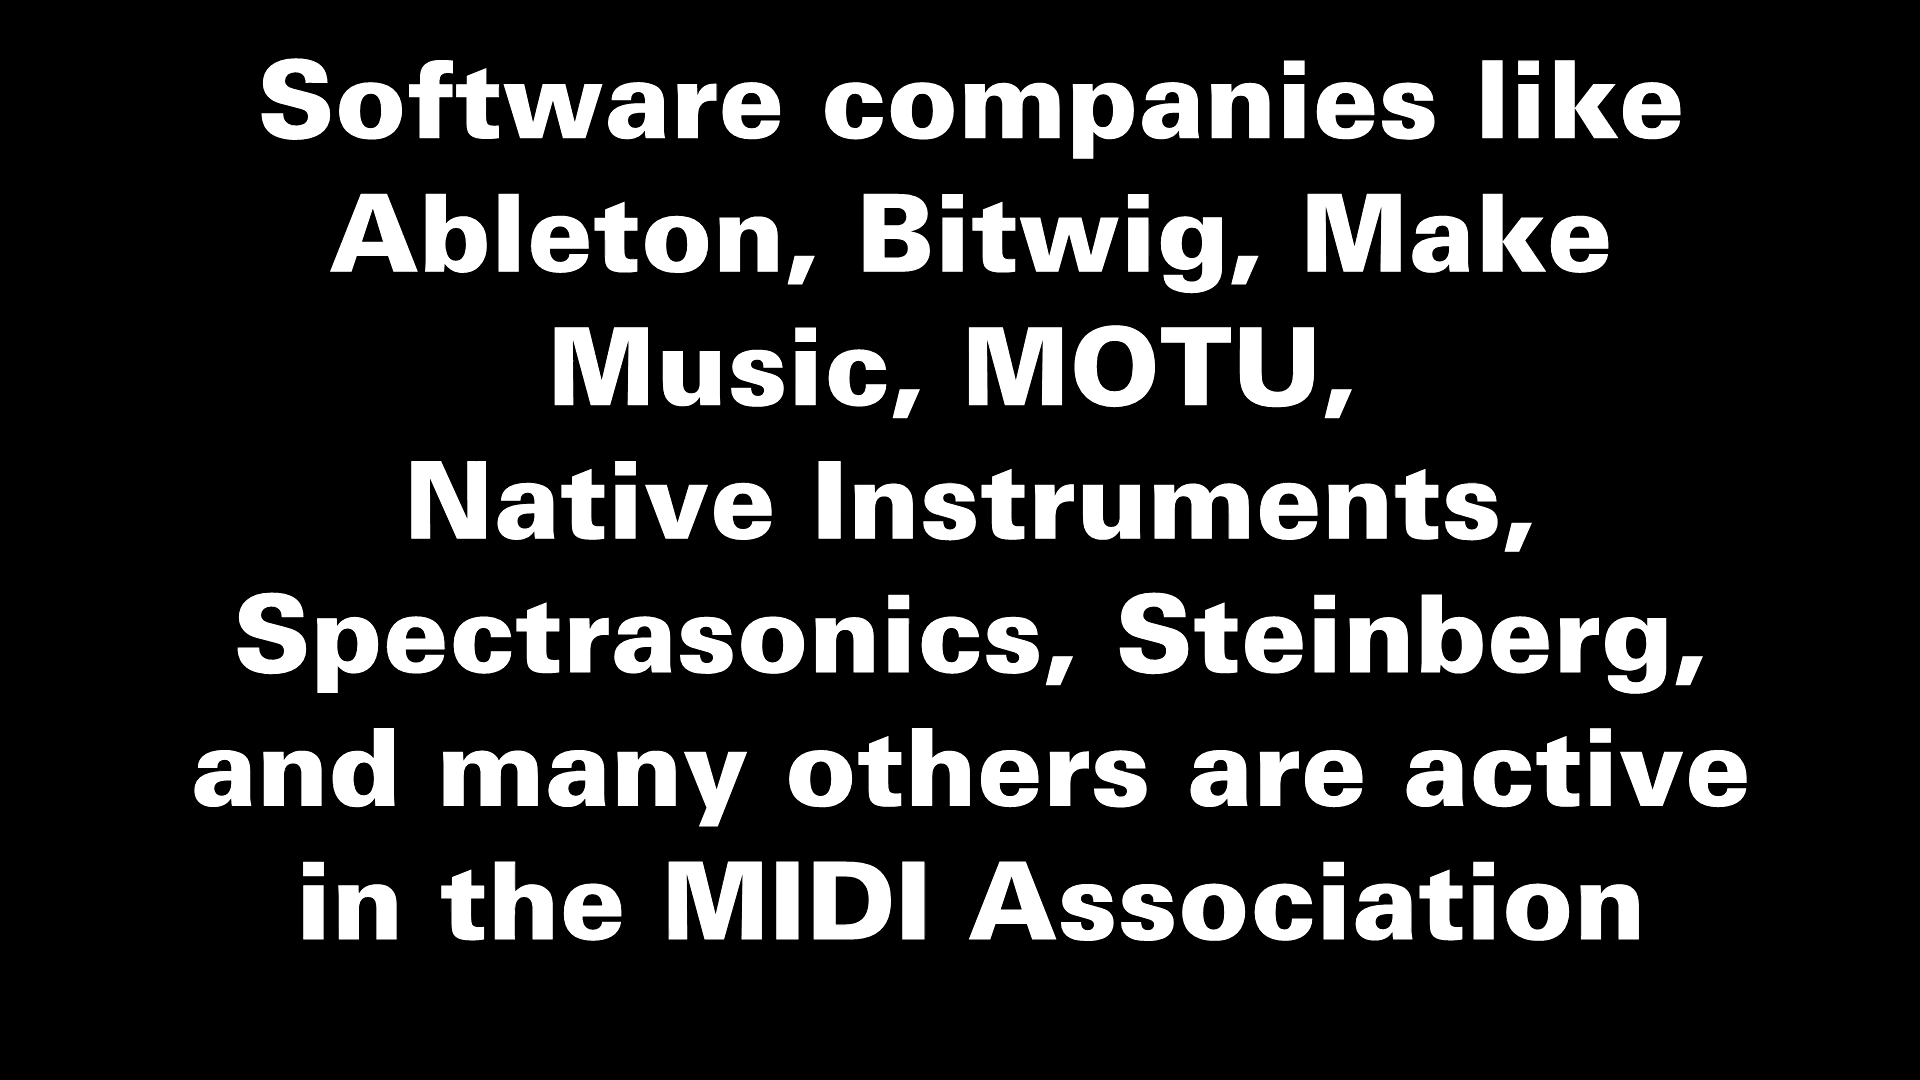 Software companies like
Ableton, Bitwig, Make
Music, MOTU,
Native Instruments,
Spectrasonics, Steinberg,
and many others are active
in the MIDI Association